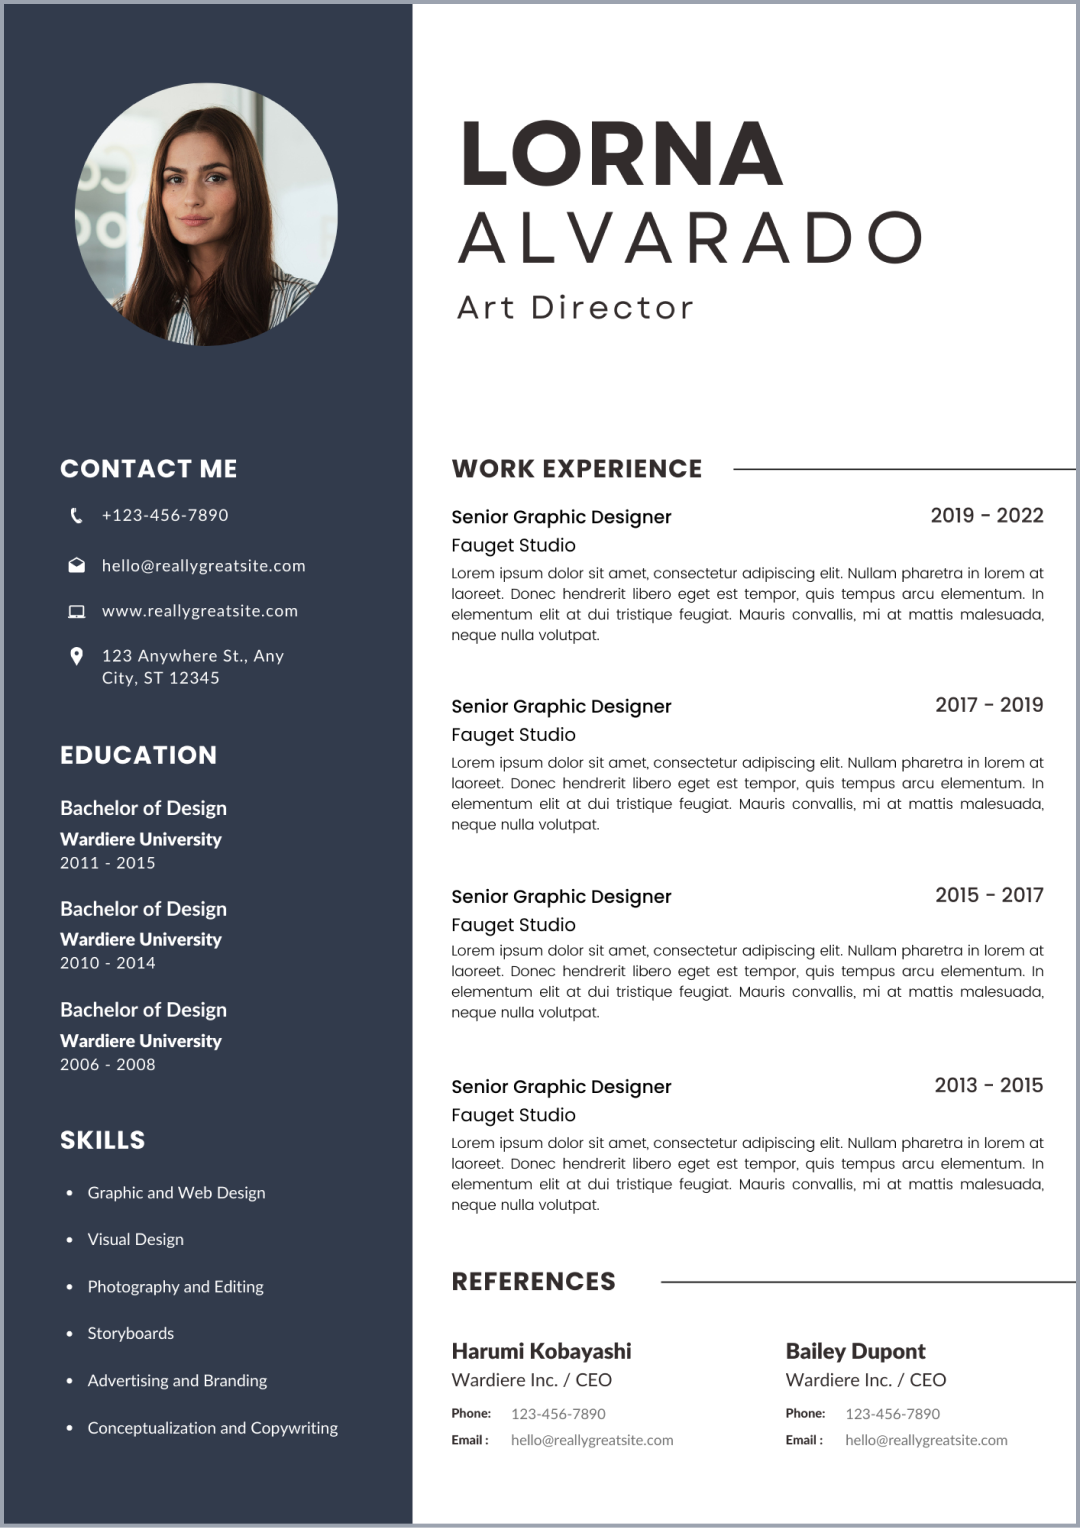 LORNA
ALVARADO
Art Director
CONTACT ME
+123-456-7890
hello@reallygreatsite.com
www.reallygreatsite.com
123 Anywhere St., Any
City, ST 12345
EDUCATION
Bachelor of Design
Wardiere University
2011 - 2015
Bachelor of Design
Wardiere University
2010 - 2014
Bachelor of Design
Wardiere University
2006 - 2008
SKILLS
• Graphic and Web Design
• Visual Design
• Photography and Editing
• Storyboards
• Advertising and Branding
• Conceptualization and Copywriting
WORK EXPERIENCE
Senior Graphic Designer 2019 - 2022
Fauget Studio
Lorem ipsum dolor sit amet, consectetur adipiscing elit. Nullam pharetra in lorem at
laoreet. Donec hendrerit libero eget est tempor, quis tempus arcu elementum. In
elementum elit at dui tristique feugiat. Mauris convallis, mi at mattis malesuada,
neque nulla volutpat.
Senior Graphic Designer 2017 - 2019
Fauget Studio
Lorem ipsum dolor sit amet, consectetur adipiscing elit. Nullam pharetra in lorem at
laoreet. Donec hendrerit libero eget est tempor, quis tempus arcu elementum. In
elementum elit at dui tristique feugiat. Mauris convallis, mi at mattis malesuada,
neque nulla volutpat.
Senior Graphic Designer 2015 - 2017
Fauget Studio
Lorem ipsum dolor sit amet, consectetur adipiscing elit. Nullam pharetra in lorem at
laoreet. Donec hendrerit libero eget est tempor, quis tempus arcu elementum. In
elementum elit at dui tristique feugiat. Mauris convallis, mi at mattis malesuada,
neque nulla volutpat.
Senior Graphic Designer 2013 - 2015
Fauget Studio
Lorem ipsum dolor sit amet, consectetur adipiscing elit. Nullam pharetra in lorem at
laoreet. Donec hendrerit libero eget est tempor, quis tempus arcu elementum. In
elementum elit at dui tristique feugiat. Mauris convallis, mi at mattis malesuada,
neque nulla volutpat.
REFERENCES
Harumi Kobayashi
Wardiere Inc. / CEO
Phone: 123-456-7890
Email : hello@reallygreatsite.com
Bailey Dupont
Wardiere Inc. / CEO
Phone: 123-456-7890
Email : hello@reallygreatsite.com